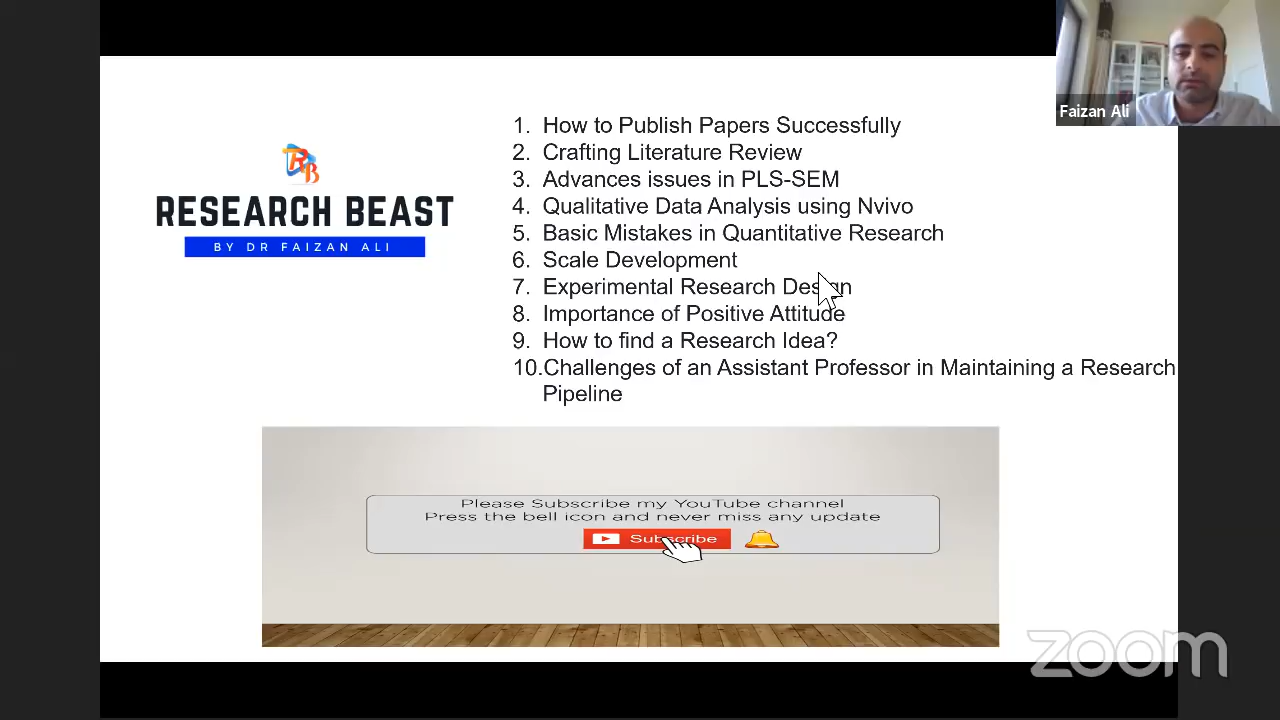 Faizan Ali
RB
RESEARCH BEAST
BY DR FAIZAN ALI
1. How to Publish Papers Successfully
2. Crafting Literature Review
3. Advances issues in PLS-SEM
4. Qualitative Data Analysis using Nvivo
5. Basic Mistakes in Quantitative Research
6. Scale Development
7. Experimental Research Design
8. Importance of Positive Attitude
9. How to find a Research Idea?
10.Challenges of an Assistant Professor in Maintaining a Research
Pipeline
Please Subscribe my YouTube channel
Press the bell icon and never miss any update
Subscribe
zoom